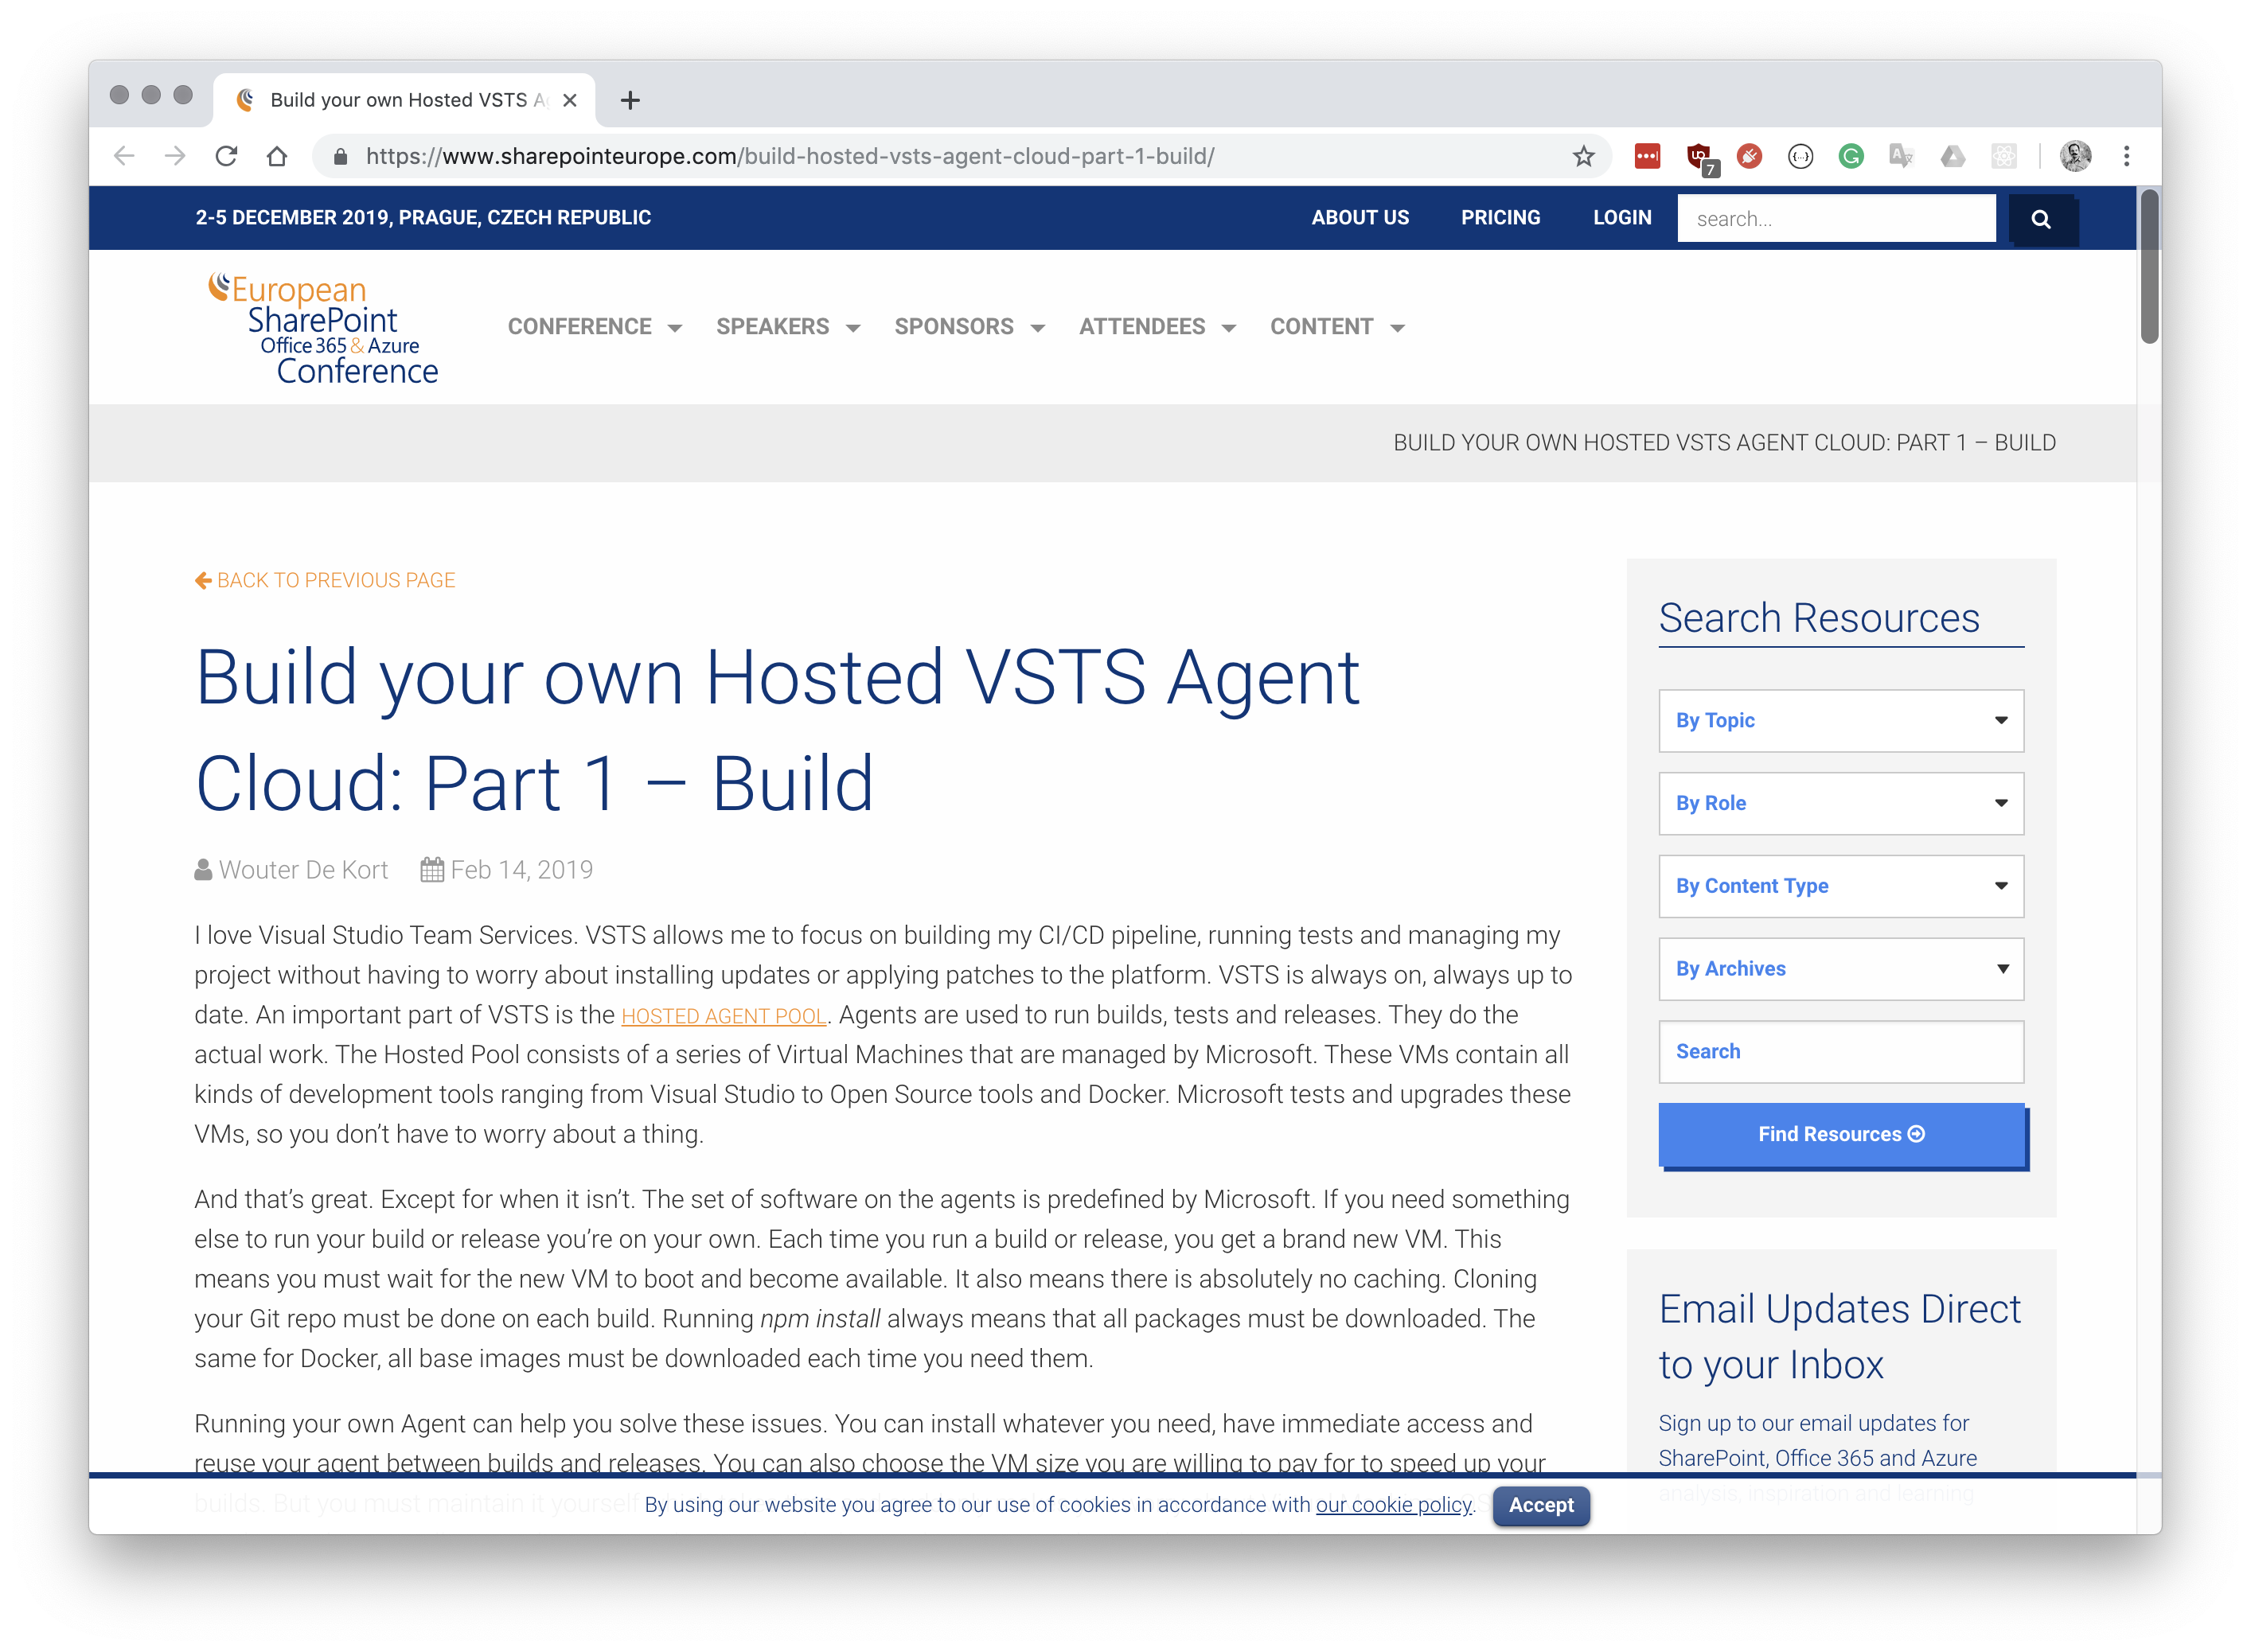 Build your own Hosted VSTS A
https://www.sharepointeurope.com/build-hosted-vsts-agent-cloud-part-1-build/
7
2-5 DECEMBER 2019, PRAGUE, CZECH REPUBLIC
ABOUT US
PRICING
LOGIN
search...
European
SharePoint
Office 365 & Azure
Conference
CONFERENCE
SPEAKERS
SPONSORS
ATTENDEES
CONTENT
BUILD YOUR OWN HOSTED VSTS AGENT CLOUD: PART 1 – BUILD
BACK TO PREVIOUS PAGE
Build your own Hosted VSTS Agent
Cloud: Part 1 – Build
Wouter De Kort
Feb 14, 2019
I love Visual Studio Team Services. VSTS allows me to focus on building my CI/CD pipeline, running tests and managing my
project without having to worry about installing updates or applying patches to the platform. VSTS is always on, always up to
date. An important part of VSTS is the HOSTED AGENT POOL. Agents are used to run builds, tests and releases. They do the
actual work. The Hosted Pool consists of a series of Virtual Machines that are managed by Microsoft. These VMs contain all
kinds of development tools ranging from Visual Studio to Open Source tools and Docker. Microsoft tests and upgrades these
VMs, so you don’t have to worry about a thing.
And that’s great. Except for when it isn’t. The set of software on the agents is predefined by Microsoft. If you need something
else to run your build or release you’re on your own. Each time you run a build or release, you get a brand new VM. This
means you must wait for the new VM to boot and become available. It also means there is absolutely no caching. Cloning
your Git repo must be done on each build. Running npm install always means that all packages must be downloaded. The
same for Docker, all base images must be downloaded each time you need them.
Running your own Agent can help you solve these issues. You can install whatever you need, have immediate access and
reuse your agent between builds and releases. You can also choose the VM size you are willing to pay for to speed up your
builds. But you must maintain it yourself
Search Resources
By Topic
By Role
By Content Type
By Archives
Search
Find Resources
Email Updates Direct
to your Inbox
Sign up to our email updates for
SharePoint, Office 365 and Azure
analysis, inspiration and learning
By using our website you agree to our use of cookies in accordance with our cookie policy.
Accept